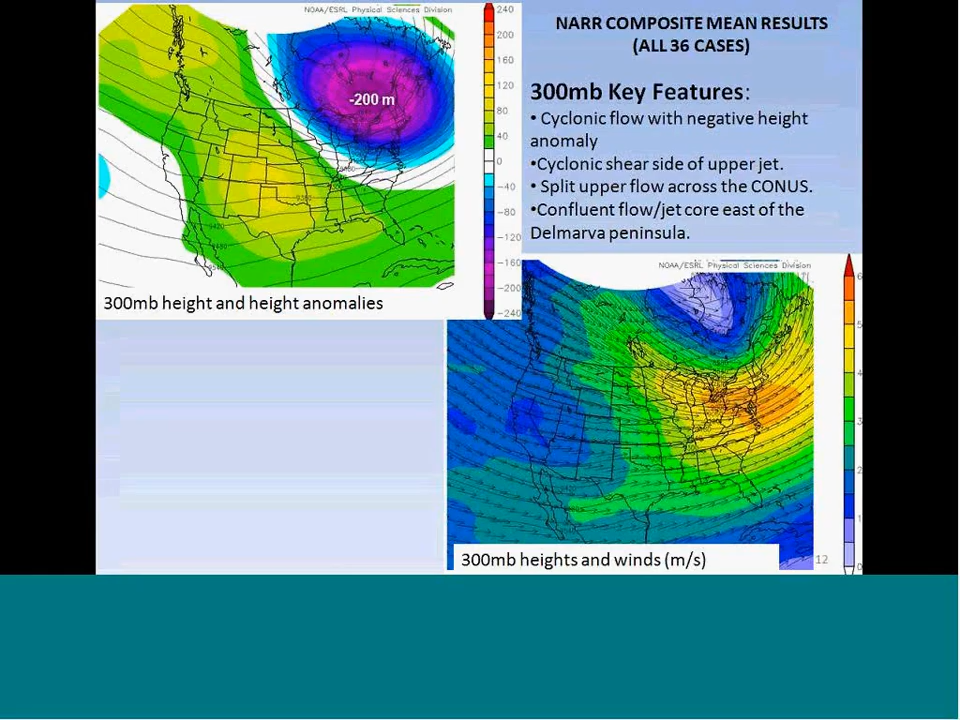 NOAA/ESRL Physical Sciences Division
240
200
160
120
80
40
0
−40
−80
−120
−160
−200
−240
-200 m
300mb height and height anomalies
NARR COMPOSITE MEAN RESULTS
(ALL 36 CASES)
300mb Key Features:
• Cyclonic flow with negative height
anomaly
•Cyclonic shear side of upper jet.
• Split upper flow across the CONUS.
•Confluent flow/jet core east of the
Delmarva peninsula.
NOAA/ESRL Physical Sciences Division
300mb heights and winds (m/s)
12